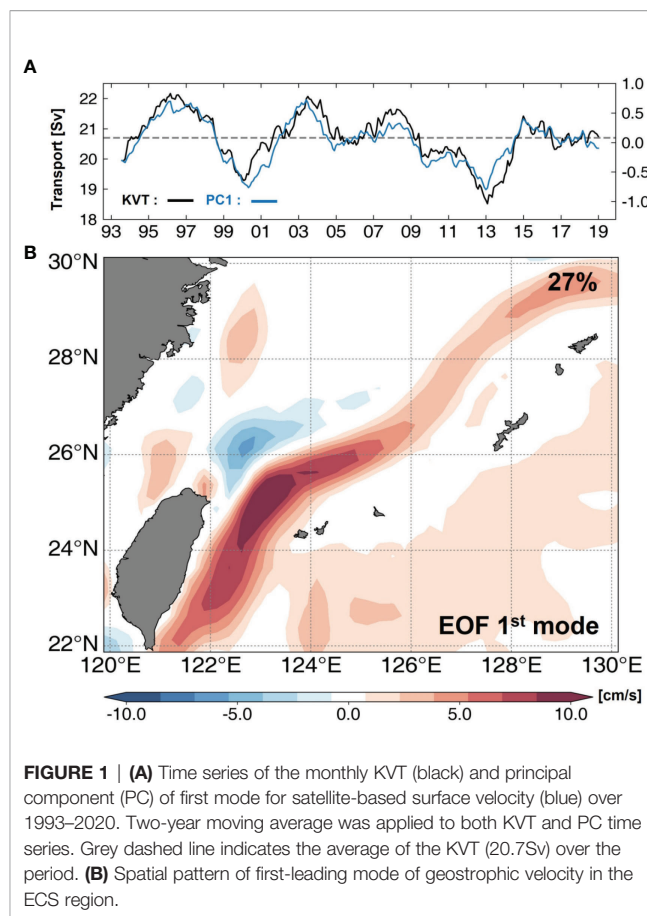 A
Transport [Sv]
22
21
20
19
18
1.0
0.5
0.0
-0.5
-1.0
KVT : PC1 :
93 95 97 99 01 03 05 07 09 11 13 15 17 19
B
30°N
28°N
26°N
24°N
22°N
27%
EOF 1st mode
120°E 122°E 124°E 126°E 128°E 130°E
[cm/s]
-10.0 -5.0 0.0 5.0 10.0
FIGURE 1 | (A) Time series of the monthly KVT (black) and principal
component (PC) of first mode for satellite-based surface velocity (blue) over
1993–2020. Two-year moving average was applied to both KVT and PC time
series. Grey dashed line indicates the average of the KVT (20.7Sv) over the
period. (B) Spatial pattern of first-leading mode of geostrophic velocity in the
ECS region.